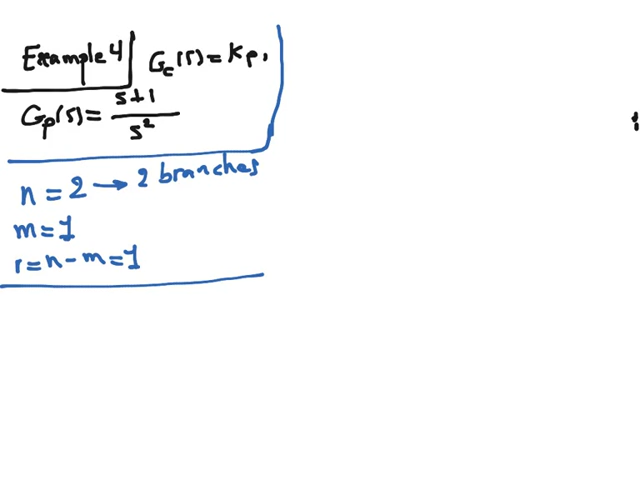 Example 4 Gc(s)=Kp.
Gp(s)= s+1 / s²
n = 2 → 2 branches
m=1
r=n-m=1